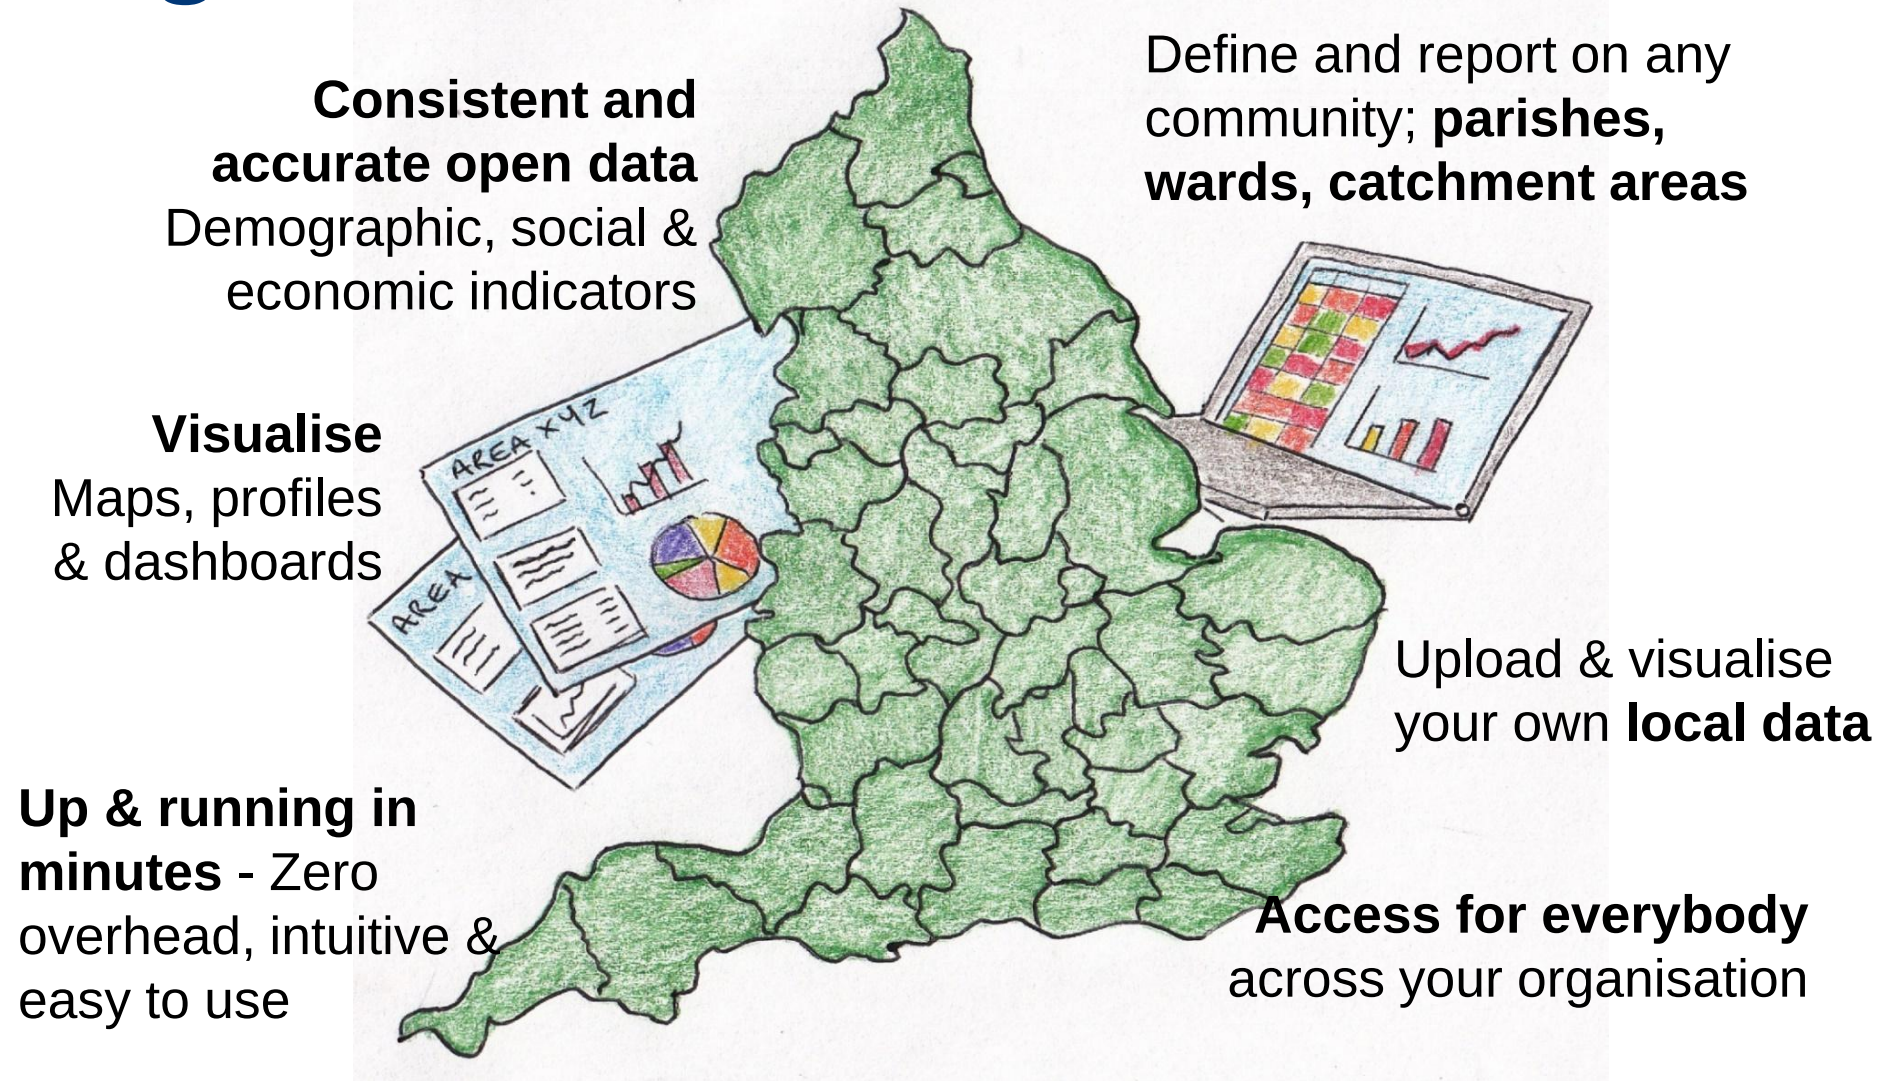 Consistent and
accurate open data
Demographic, social &
economic indicators
Define and report on any
community; parishes,
wards, catchment areas
Visualise
Maps, profiles
& dashboards
AREA XYZ
AREA
Upload & visualise
your own local data
Up & running in
minutes - Zero
overhead, intuitive &
easy to use
Access for everybody
across your organisation